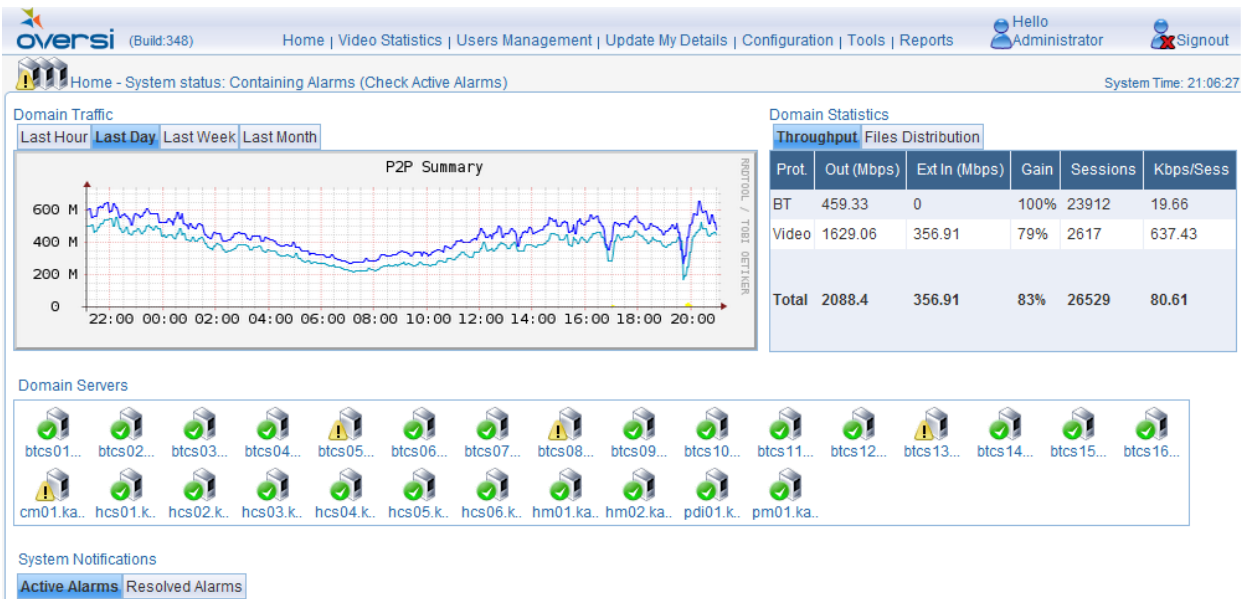 oversi (Build:348) Home | Video Statistics | Users Management | Update My Details | Configuration | Tools | Reports Hello Administrator Signout
Home - System status: Containing Alarms (Check Active Alarms) System Time: 21:06:27
Domain Traffic
Last Hour Last Day Last Week Last Month
P2P Summary
600 M
400 M
200 M
0
22:00 00:00 02:00 04:00 06:00 08:00 10:00 12:00 14:00 16:00 18:00 20:00
RRDTOOL / TOBI OETIKER
Domain Statistics
Throughput Files Distribution
Prot. Out (Mbps) Ext In (Mbps) Gain Sessions Kbps/Sess
BT 459.33 0 100% 23912 19.66
Video 1629.06 356.91 79% 2617 637.43
Total 2088.4 356.91 83% 26529 80.61
Domain Servers
btcs01... btcs02... btcs03... btcs04... btcs05... btcs06... btcs07... btcs08... btcs09... btcs10... btcs11... btcs12... btcs13... btcs14... btcs15... btcs16...
cm01.ka.. hcs01.k.. hcs02.k.. hcs03.k.. hcs04.k.. hcs05.k.. hcs06.k.. hm01.ka.. hm02.ka.. pdi01.k.. pm01.ka..
System Notifications
Active Alarms Resolved Alarms